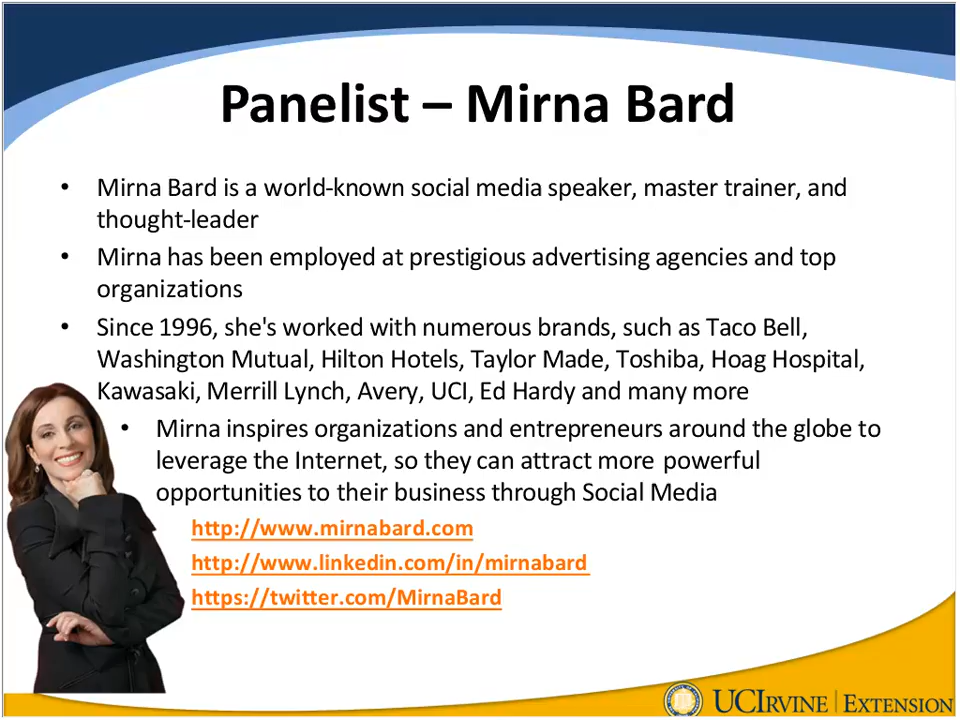 Panelist – Mirna Bard
• Mirna Bard is a world-known social media speaker, master trainer, and
thought-leader
• Mirna has been employed at prestigious advertising agencies and top
organizations
• Since 1996, she's worked with numerous brands, such as Taco Bell,
Washington Mutual, Hilton Hotels, Taylor Made, Toshiba, Hoag Hospital,
Kawasaki, Merrill Lynch, Avery, UCI, Ed Hardy and many more
• Mirna inspires organizations and entrepreneurs around the globe to
leverage the Internet, so they can attract more powerful
opportunities to their business through Social Media
http://www.mirnabard.com
http://www.linkedin.com/in/mirnabard
https://twitter.com/MirnaBard
UCIRVINE | EXTENSION